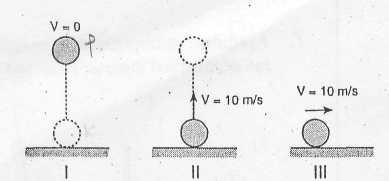 V = 0
P
V = 10 m/s
V = 10 m/s
I
II
III